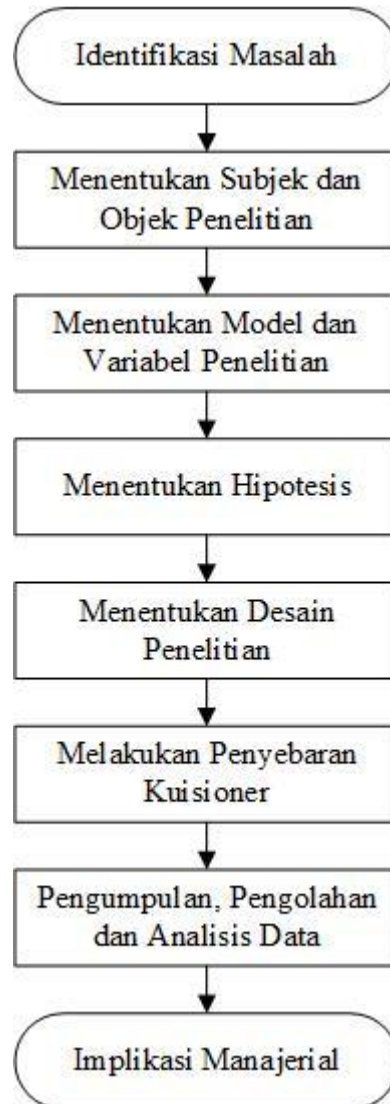 Identifikasi Masalah
Menentukan Subjek dan
Objek Penelitian
Menentukan Model dan
Variabel Penelitian
Menentukan Hipotesis
Menentukan Desain
Penelitian
Melakukan Penyebaran
Kuisioner
Pengumpulan, Pengolahan
dan Analisis Data
Implikasi Manajerial